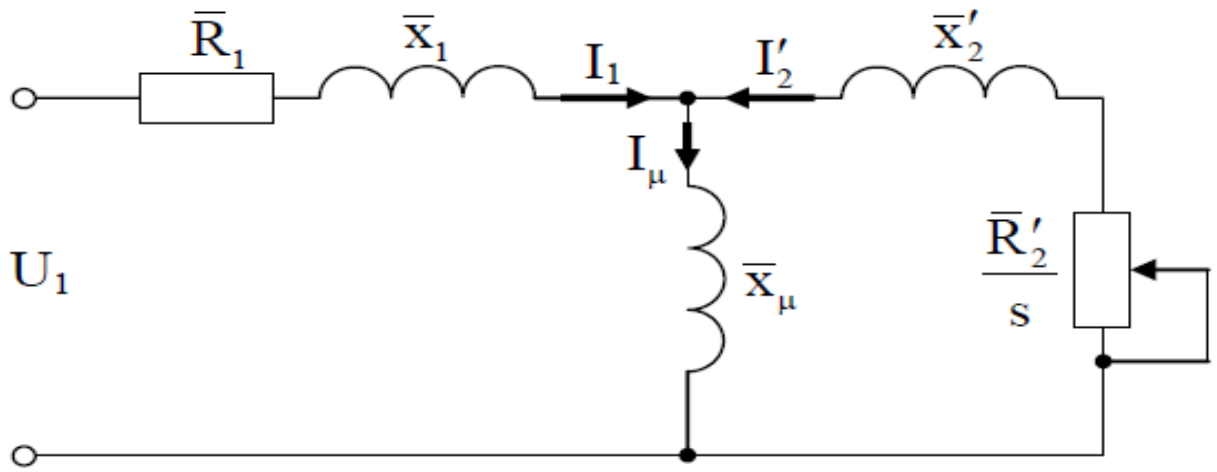 R̅₁
x̅₁
I₁
I′₂
x̅′₂
I_μ
U₁
x̅_μ
R̅′₂
s